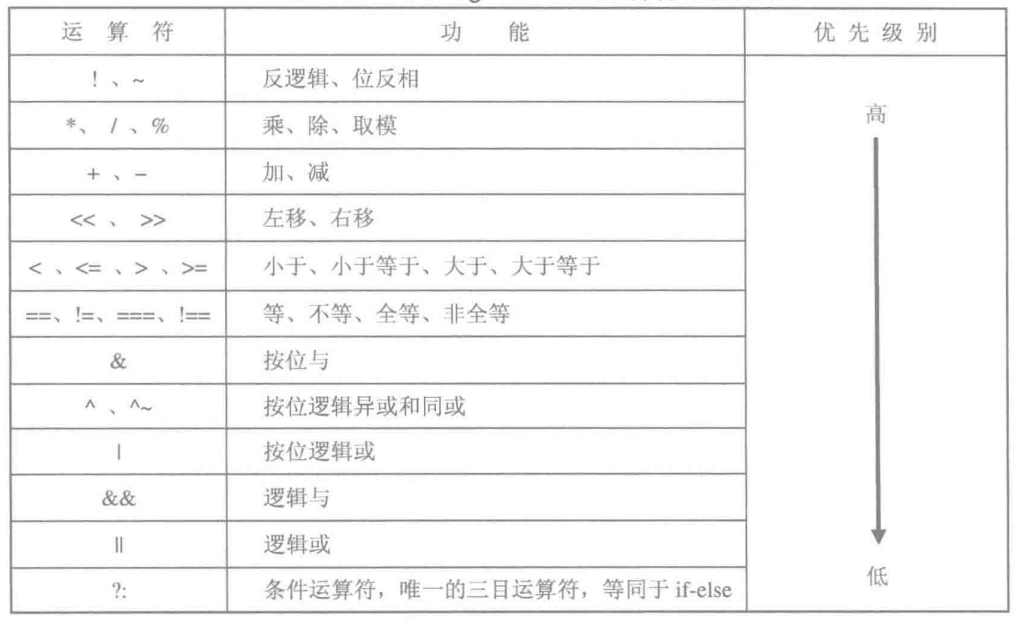 运 算 符 功 能 优 先 级 别
! 、~ 反逻辑、位反相
高
*、 / 、% 乘、除、取模
+ 、− 加、减
<< 、 >> 左移、右移
< 、<= 、> 、>= 小于、小于等于、大于、大于等于
==、!=、===、!== 等、不等、全等、非全等
& 按位与
^ 、^~ 按位逻辑异或和同或
| 按位逻辑或
&& 逻辑与
|| 逻辑或
低
?: 条件运算符，唯一的三目运算符，等同于 if-else